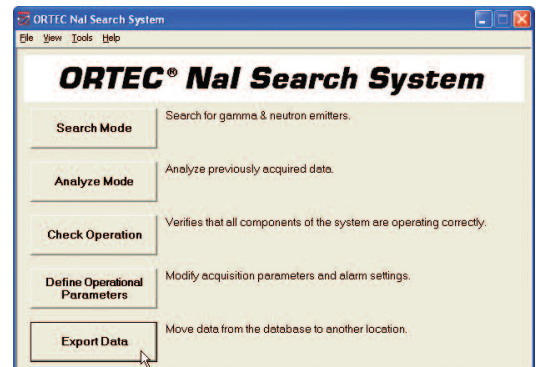 ORTEC NaI Search System
File View Tools Help
ORTEC® NaI Search System
Search Mode
Search for gamma & neutron emitters.
Analyze Mode
Analyze previously acquired data.
Check Operation
Verifies that all components of the system are operating correctly.
Define Operational
Parameters
Modify acquisition parameters and alarm settings.
Export Data
Move data from the database to another location.